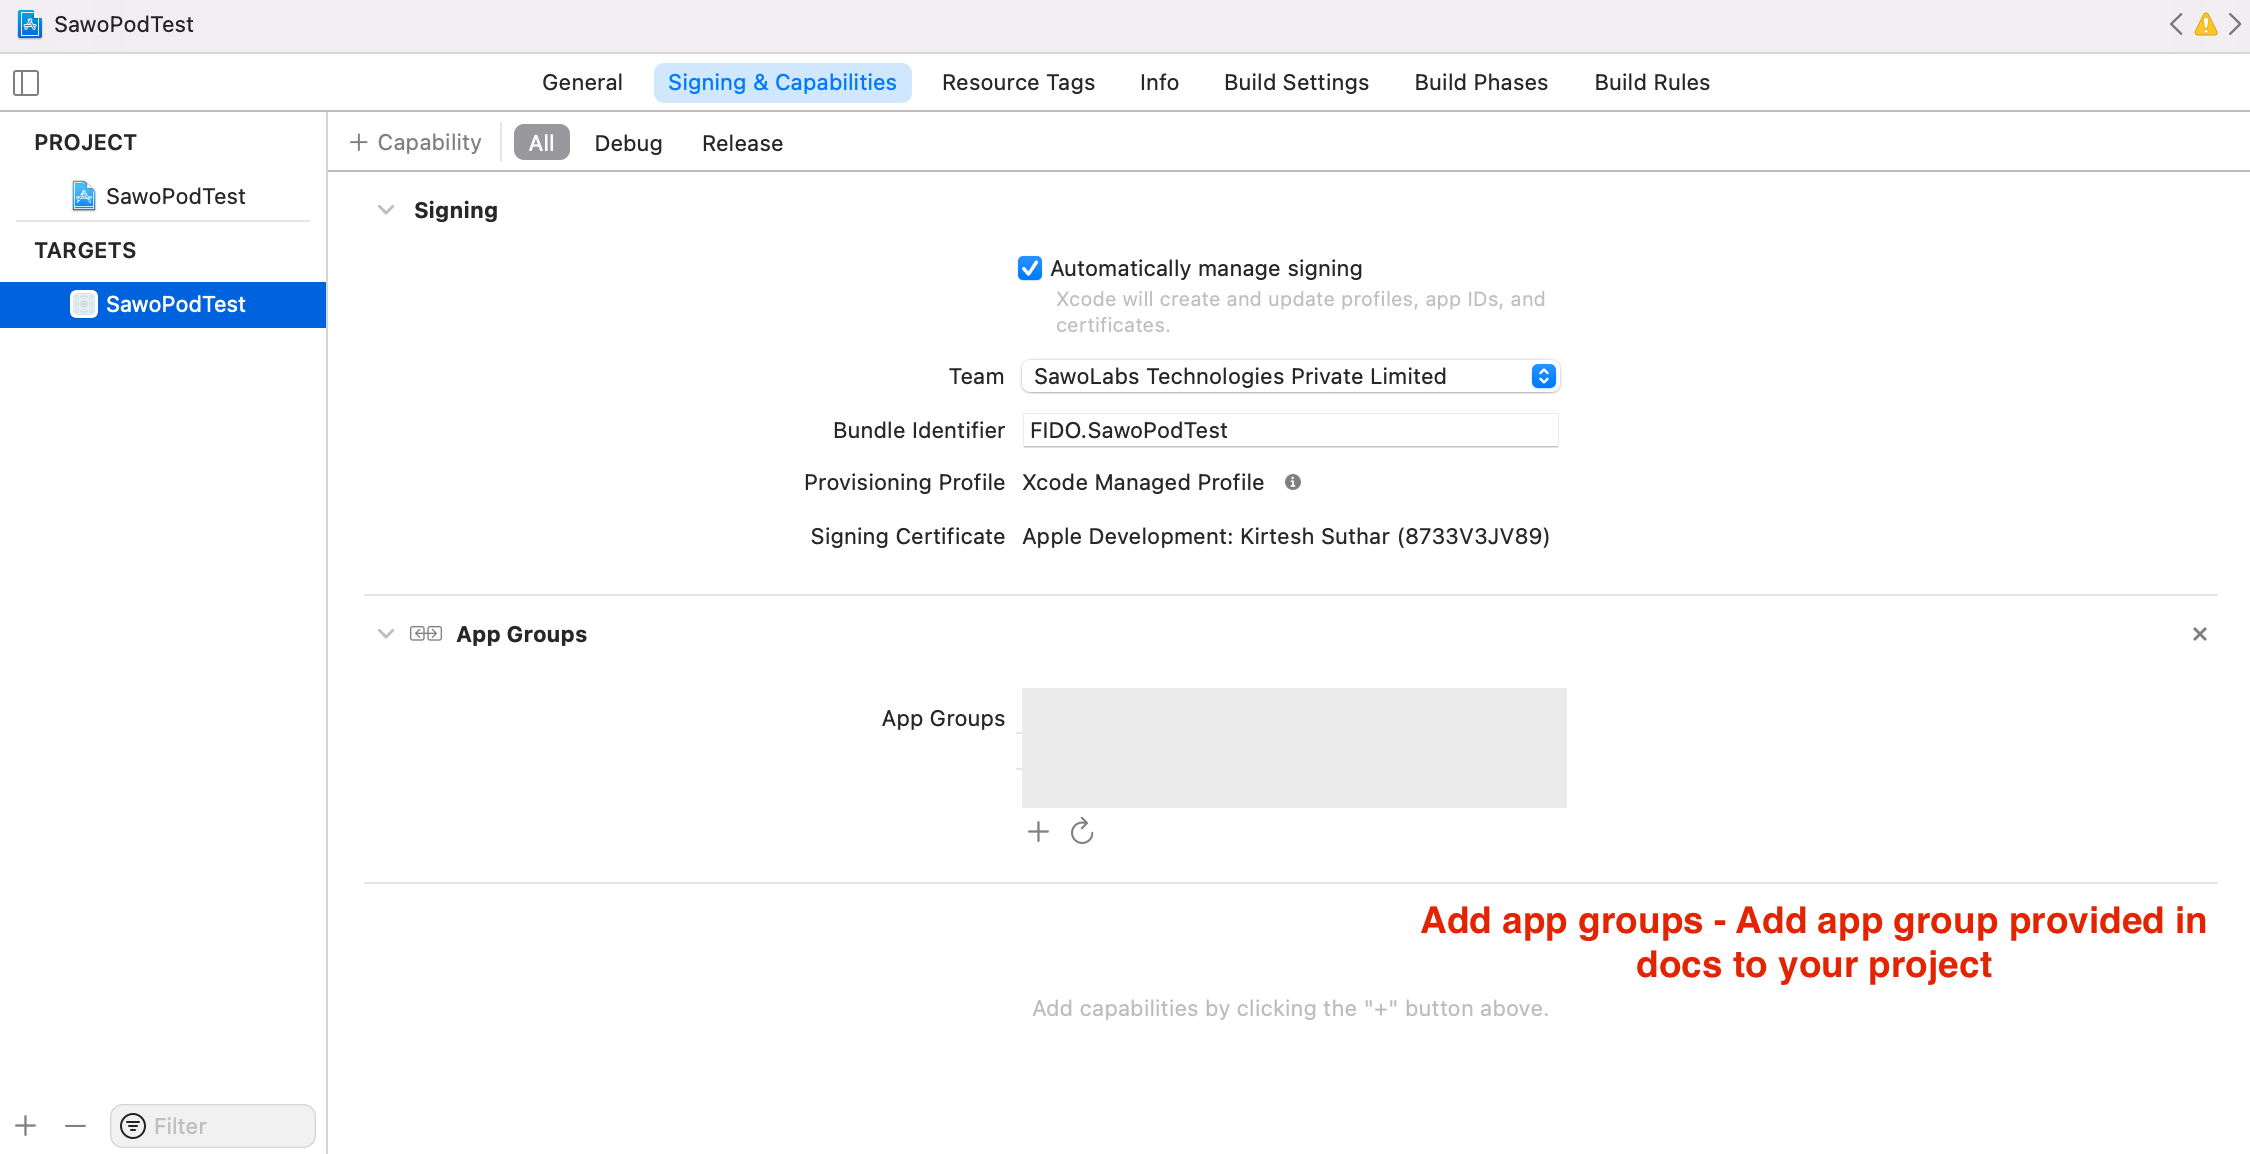 SawoPodTest
General Signing & Capabilities Resource Tags Info Build Settings Build Phases Build Rules
PROJECT
SawoPodTest
TARGETS
SawoPodTest
+ Capability All Debug Release
Signing
Automatically manage signing
Xcode will create and update profiles, app IDs, and
certificates.
Team SawoLabs Technologies Private Limited
Bundle Identifier FIDO.SawoPodTest
Provisioning Profile Xcode Managed Profile
Signing Certificate Apple Development: Kirtesh Suthar (8733V3JV89)
App Groups
App Groups
Add app groups - Add app group provided in
docs to your project
Add capabilities by clicking the "+" button above.
Filter